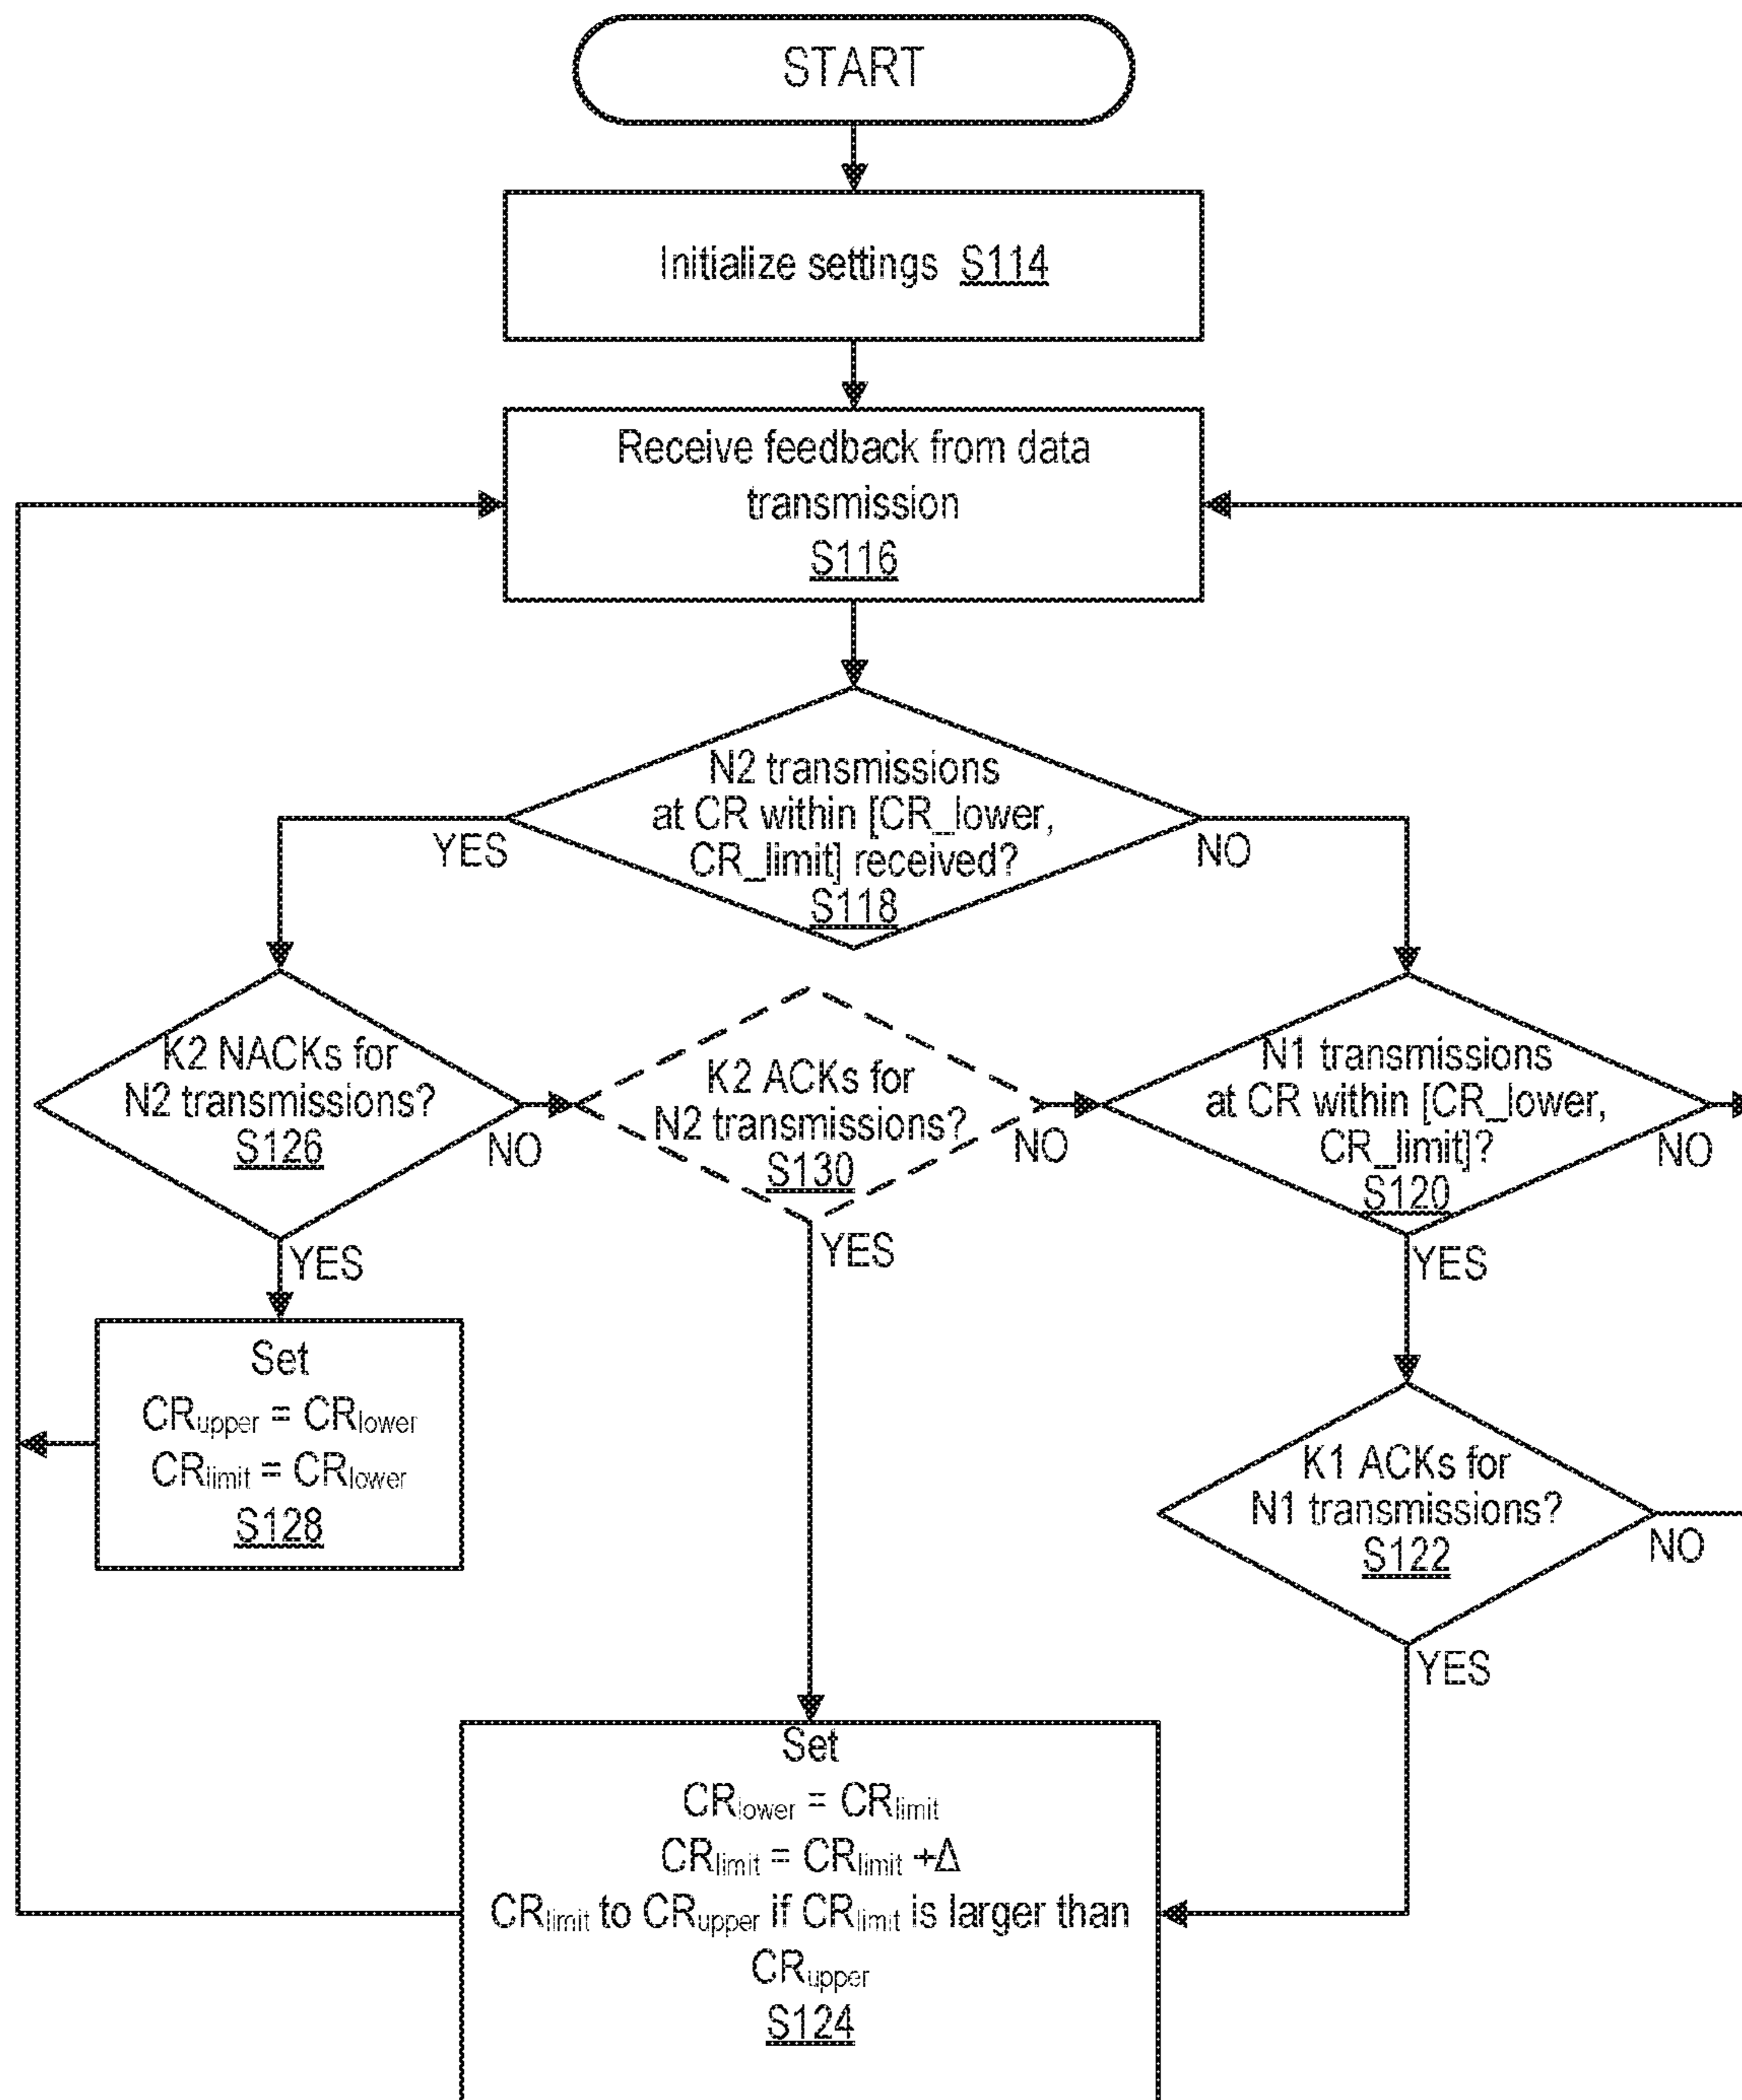 START
Initialize settings S114
Receive feedback from data
transmission
S116
N2 transmissions
at CR within [CR_lower,
CR_limit] received?
S118
YES
NO
K2 NACKs for
N2 transmissions?
S126
NO
YES
K2 ACKs for
N2 transmissions?
S130
NO
YES
N1 transmissions
at CR within [CR_lower,
CR_limit]?
S120
NO
YES
Set
CRupper = CRlower
CRlimit = CRlower
S128
K1 ACKs for
N1 transmissions?
S122
NO
YES
Set
CRlower = CRlimit
CRlimit = CRlimit +Δ
CRlimit to CRupper if CRlimit is larger than
CRupper
S124